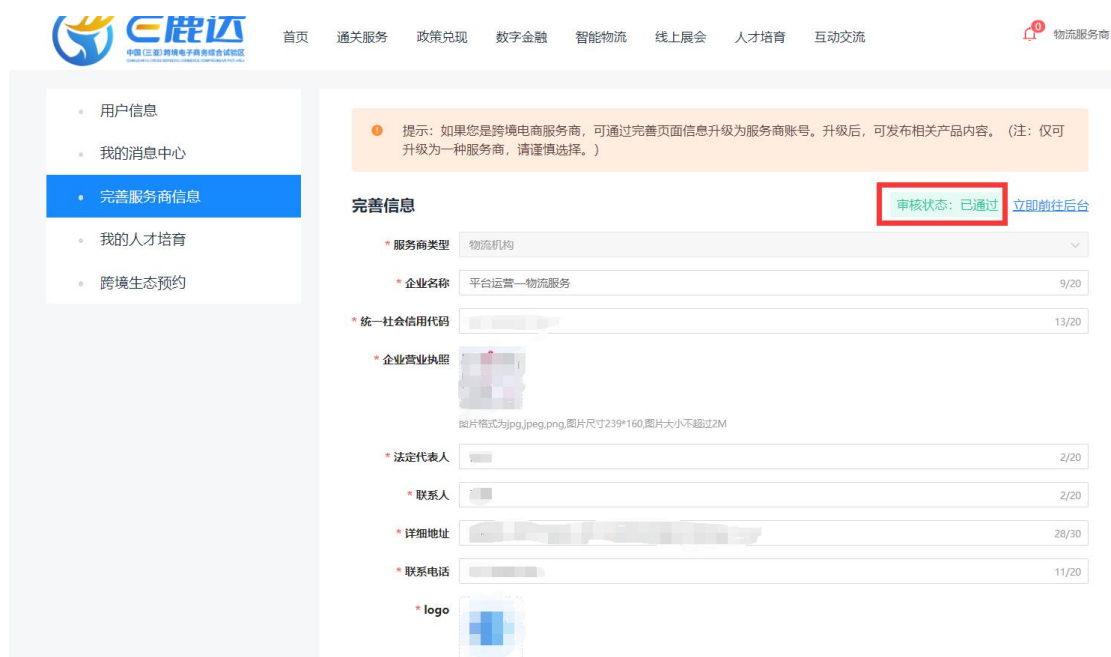 E鹿达
中国(三亚)跨境电子商务综合试验区
首页 通关服务 政策兑现 数字金融 智能物流 线上展会 人才培育 互动交流
0
物流服务商
用户信息
我的消息中心
完善服务商信息
我的人才培育
跨境生态预约
提示：如果您是跨境电商服务商，可通过完善页面信息升级为服务商账号。升级后，可发布相关产品内容。（注：仅可
升级为一种服务商，请谨慎选择。）
完善信息
审核状态：已通过
立即前往后台
* 服务商类型 物流机构
* 企业名称 平台运营—物流服务 9/20
* 统一社会信用代码 13/20
* 企业营业执照
图片格式为jpg,jpeg,png,图片尺寸239*160,图片大小不超过2M
* 法定代表人 2/20
* 联系人 2/20
* 详细地址 28/30
* 联系电话 11/20
* logo